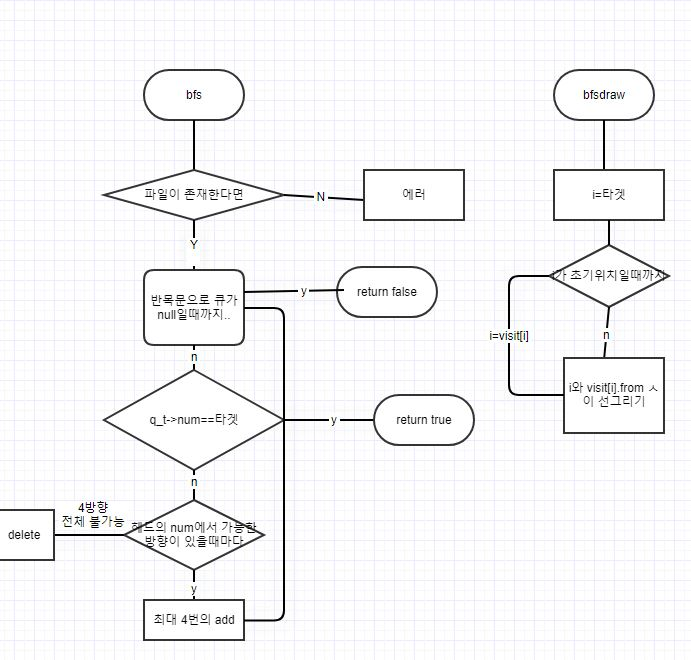 bfs
파일이 존재한다면
N
에러
Y
반목문으로 큐가
null일때까지..
y
return false
n
q_t->num==타겟
y
return true
n
4방향
전체 불가능
delete
헤드의 num에서 가능한
방향이 있을때마다
y
최대 4번의 add
bfsdraw
i=타겟
i가 초기위치일때까지
i=visit[i]
n
i와 visit[i].from ㅅ
이 선그리기